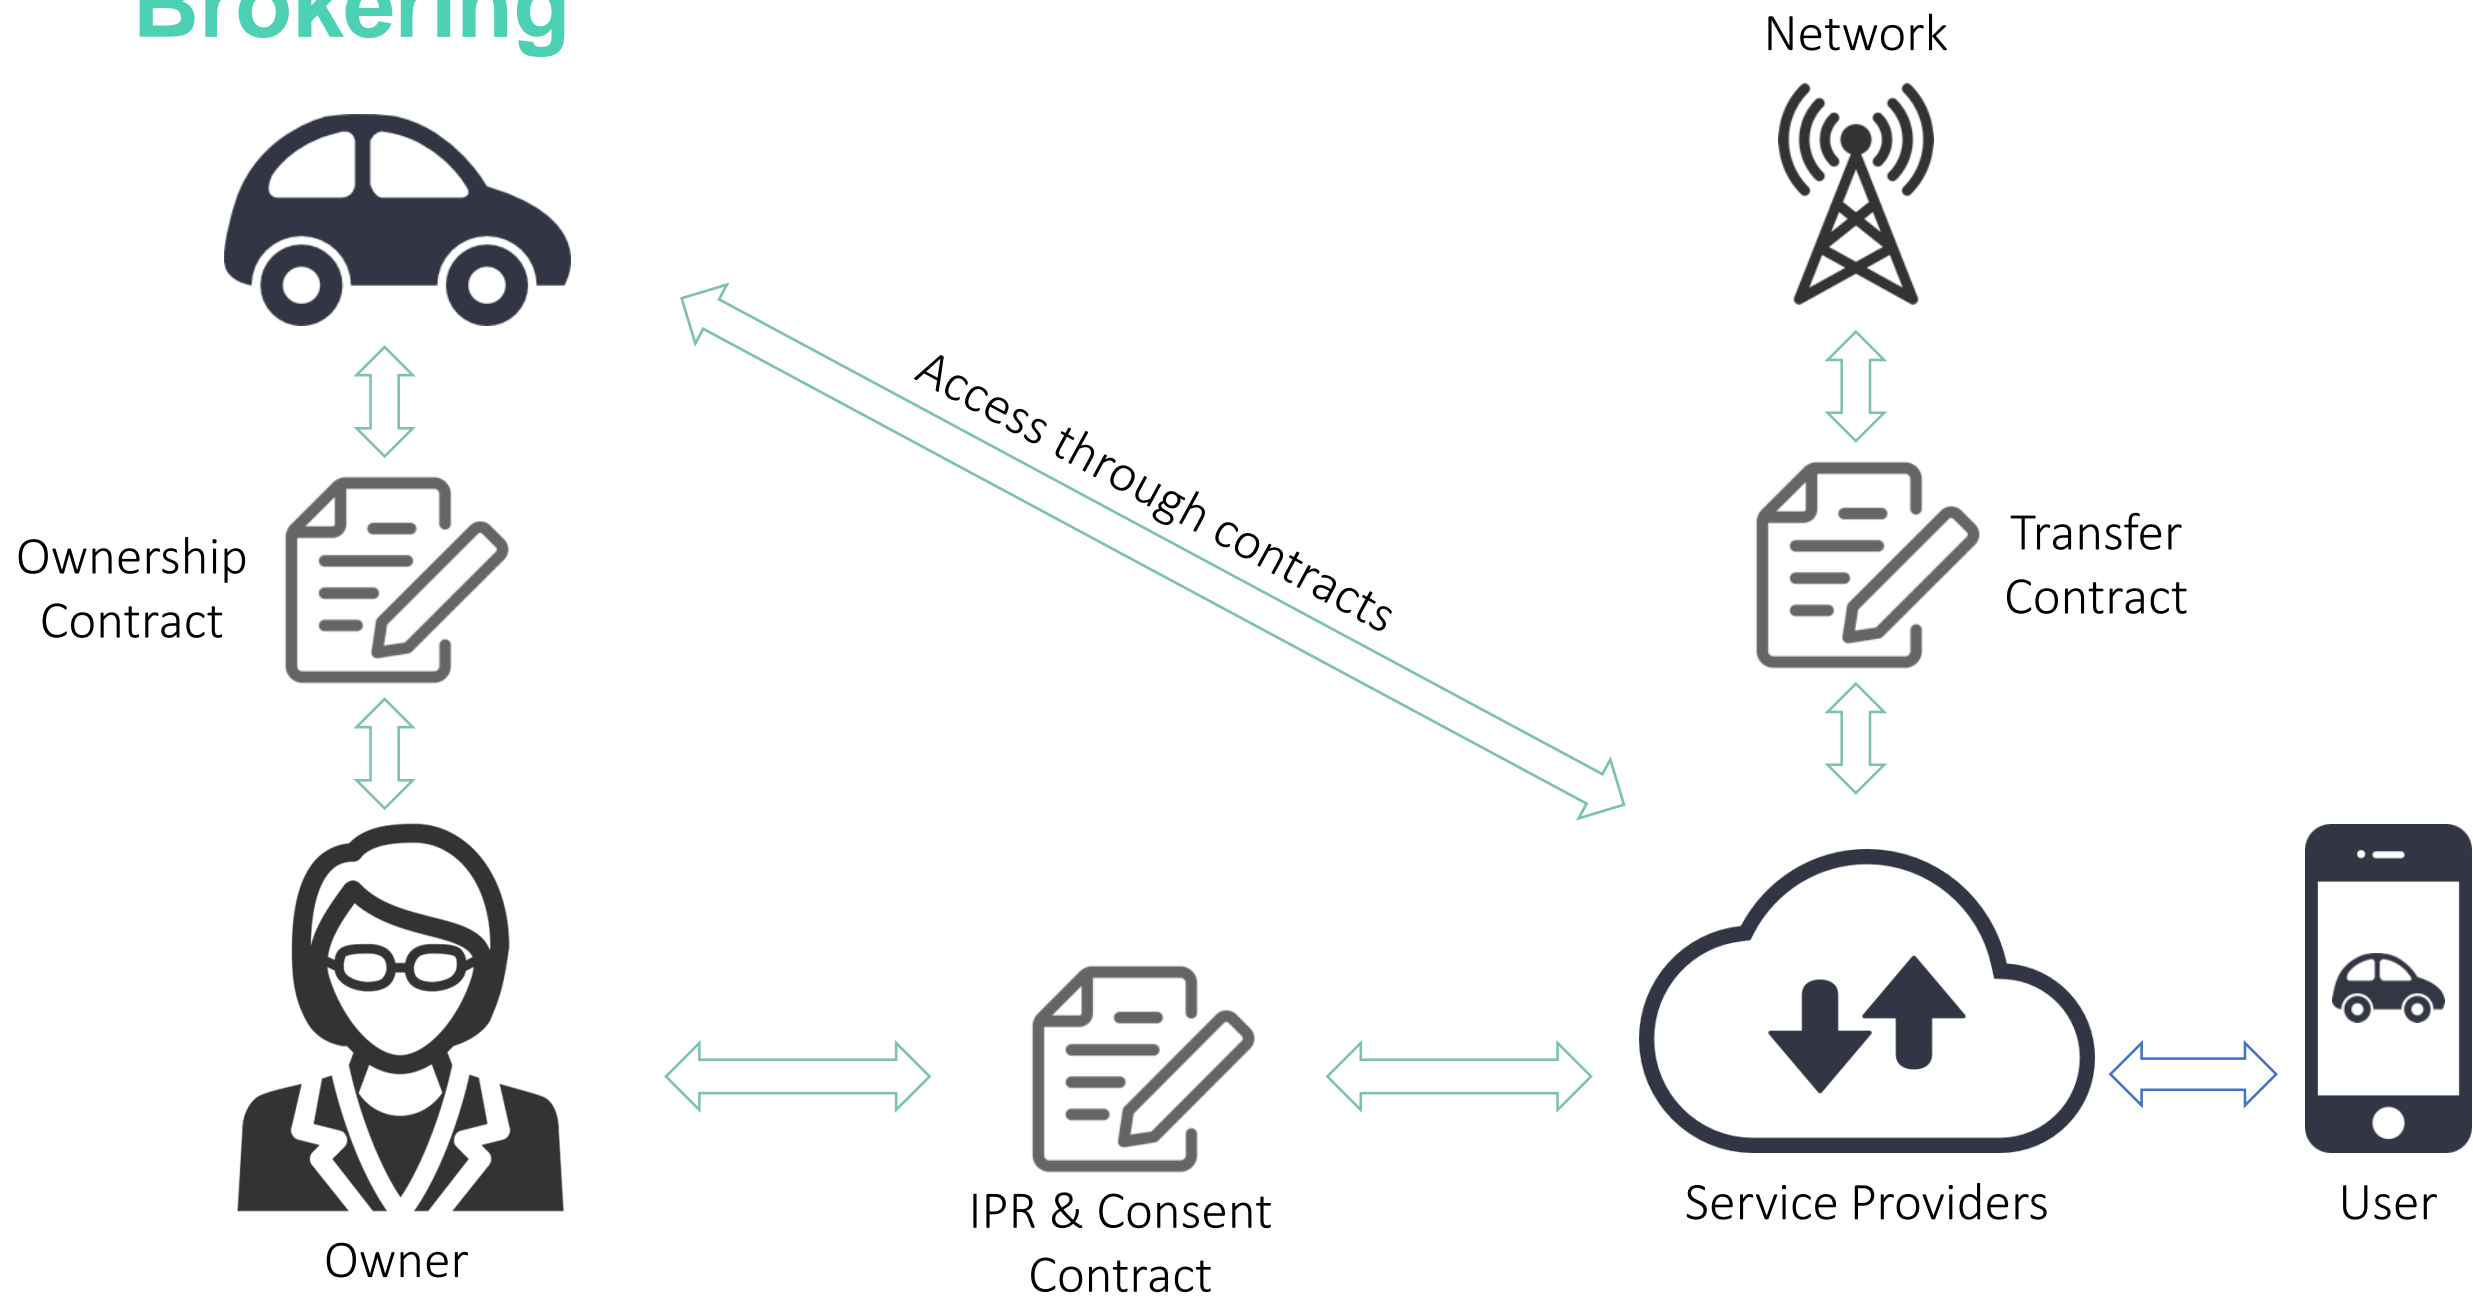 Brokering
Network
Access through contracts
Ownership
Contract
Transfer
Contract
IPR & Consent
Contract
Service Providers
User
Owner